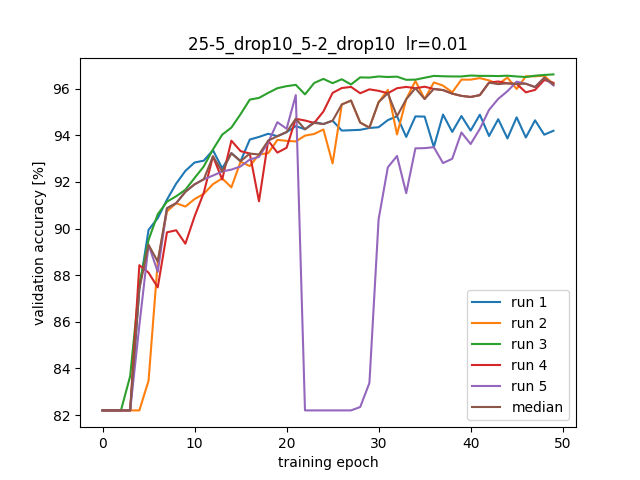 25-5_drop10_5-2_drop10 lr=0.01
validation accuracy [%]
96
94
92
90
88
86
84
82
0
10
20
30
40
50
training epoch
run 1
run 2
run 3
run 4
run 5
median